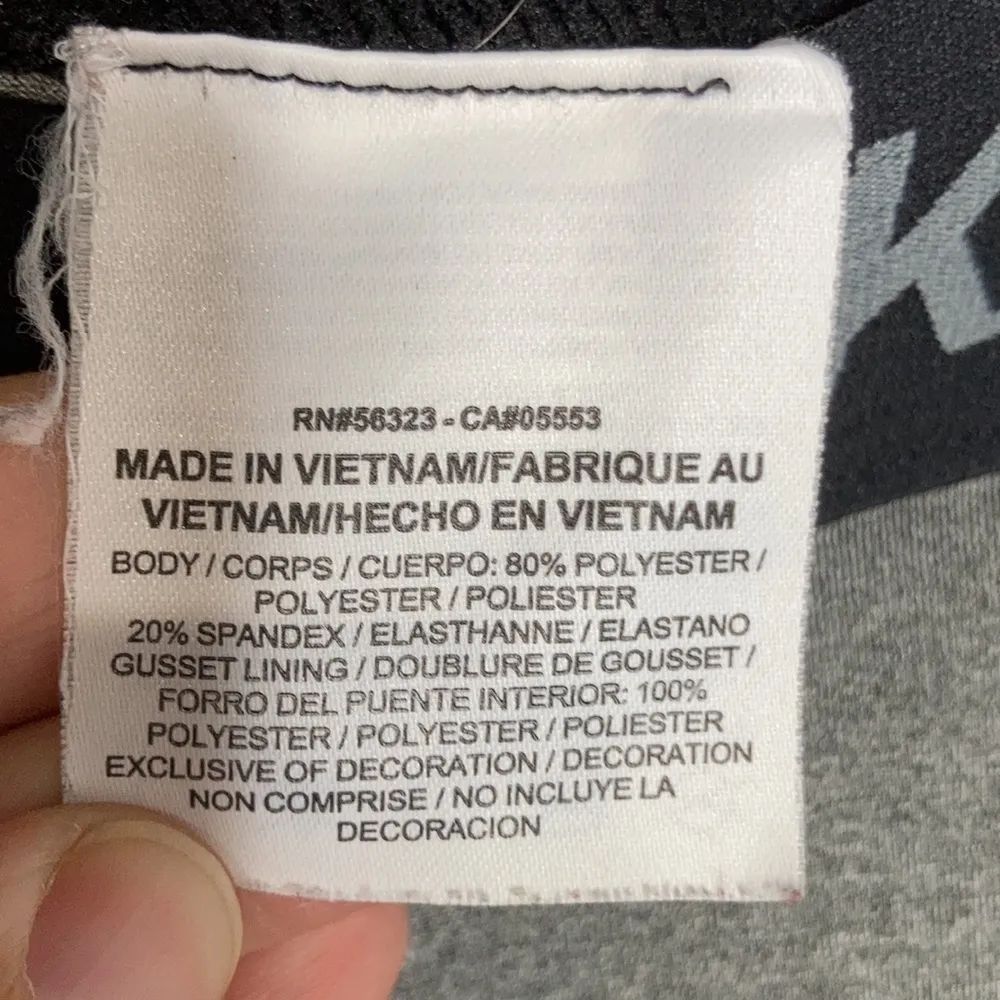 RN#56323 - CA#05553
MADE IN VIETNAM/FABRIQUE AU
VIETNAM/HECHO EN VIETNAM
BODY / CORPS / CUERPO: 80% POLYESTER /
POLYESTER / POLIESTER
20% SPANDEX / ELASTHANNE / ELASTANO
GUSSET LINING / DOUBLURE DE GOUSSET /
FORRO DEL PUENTE INTERIOR: 100%
POLYESTER / POLYESTER / POLIESTER
EXCLUSIVE OF DECORATION / DECORATION
NON COMPRISE / NO INCLUYE LA
DECORACION
K